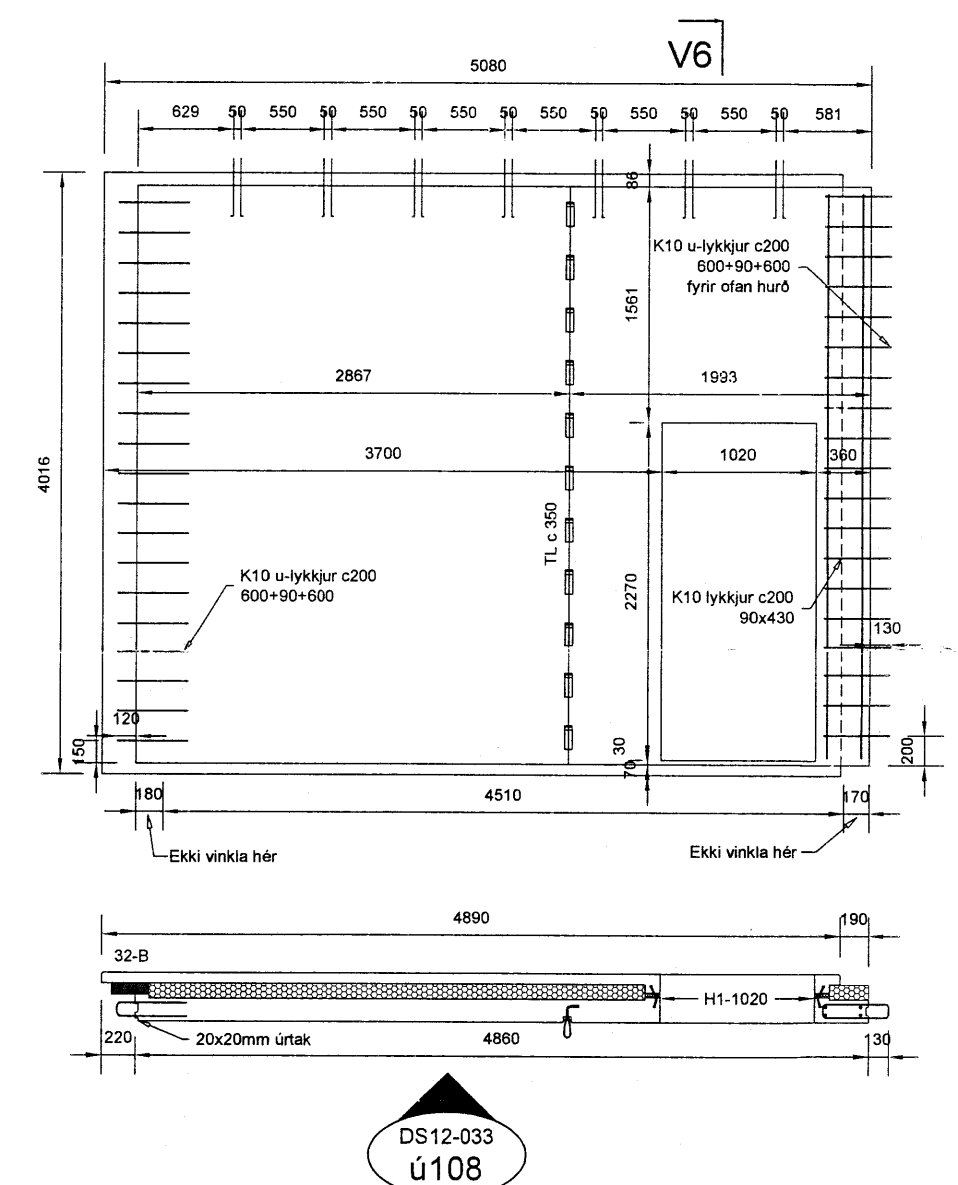 V6
5080
629 50 550 50 550 50 550 50 550 50 550 50 550 50 550 50 581
86
K10 u-lykkjur c200
600+90+600
fyrir ofan hurð
1561
2867
1993
3700
1020
360
4016
TL c 350
2270
K10 u-lykkjur c200
600+90+600
K10 lykkjur c200
90x430
130
120
150
30
70
200
180
4510
170
Ekki vinkla hér
Ekki vinkla hér
4890
190
32-B
H1-1020
20x20mm úrtak
220
4860
130
DS12-033
ú108